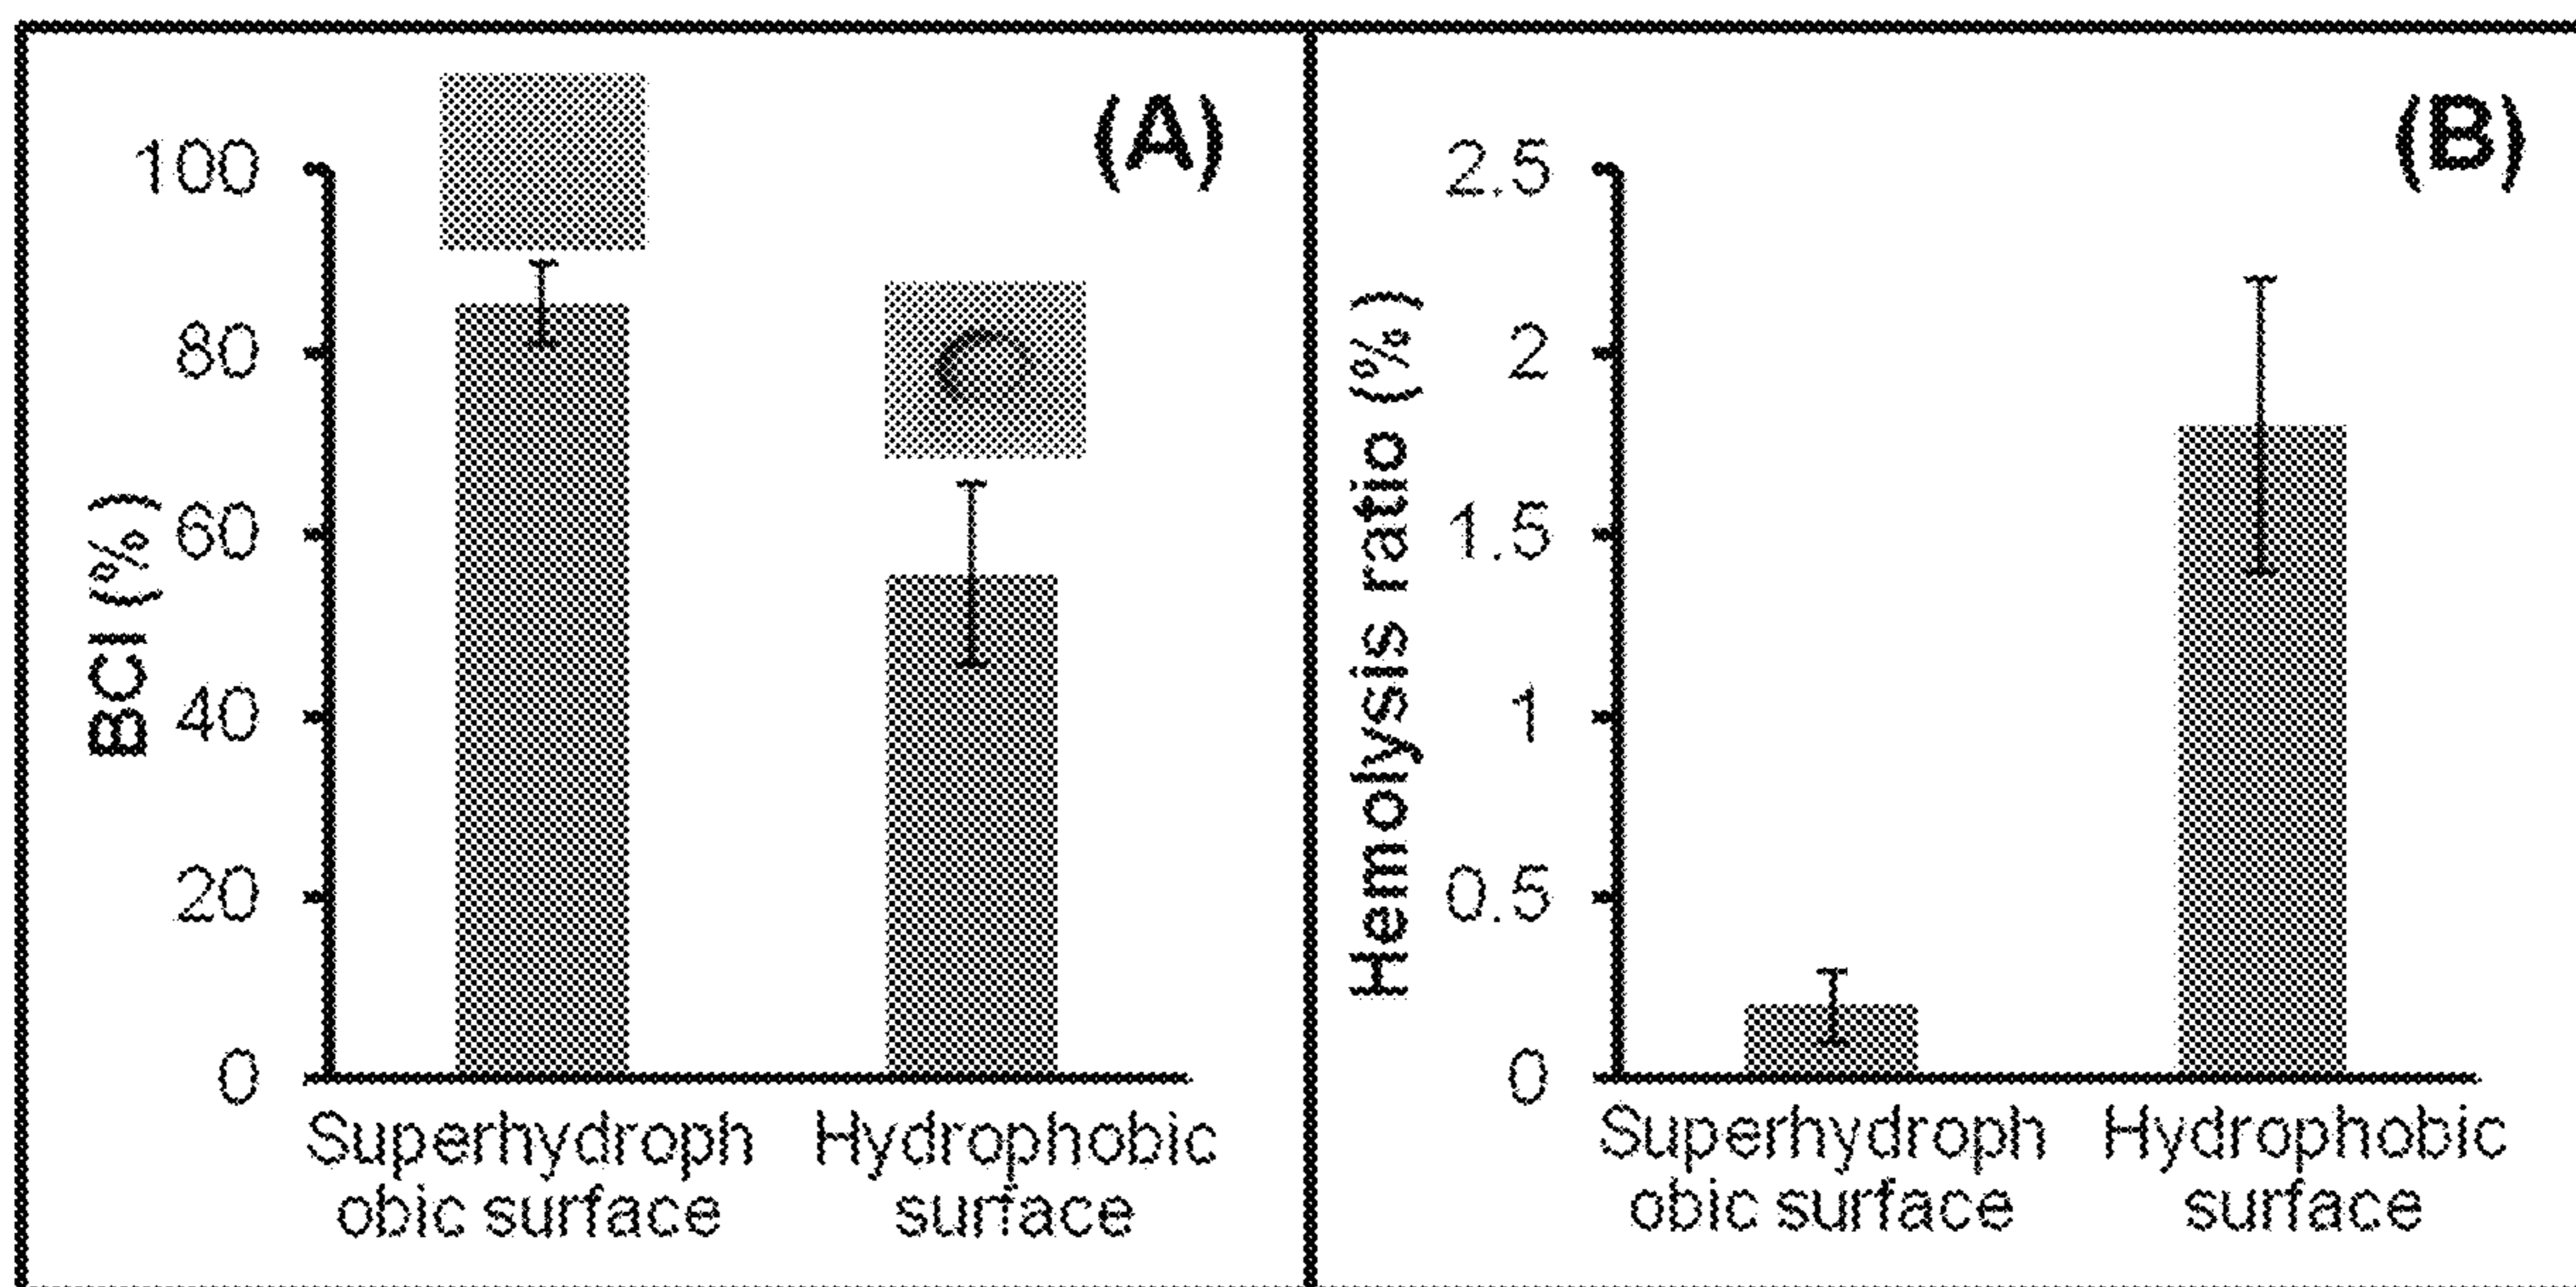 (A)
BCI (%)
100
80
60
40
20
0
Superhydroph
obic surface
Hydrophobic
surface
(B)
Hemolysis ratio (%)
2.5
2
1.5
1
0.5
0
Superhydroph
obic surface
Hydrophobic
surface